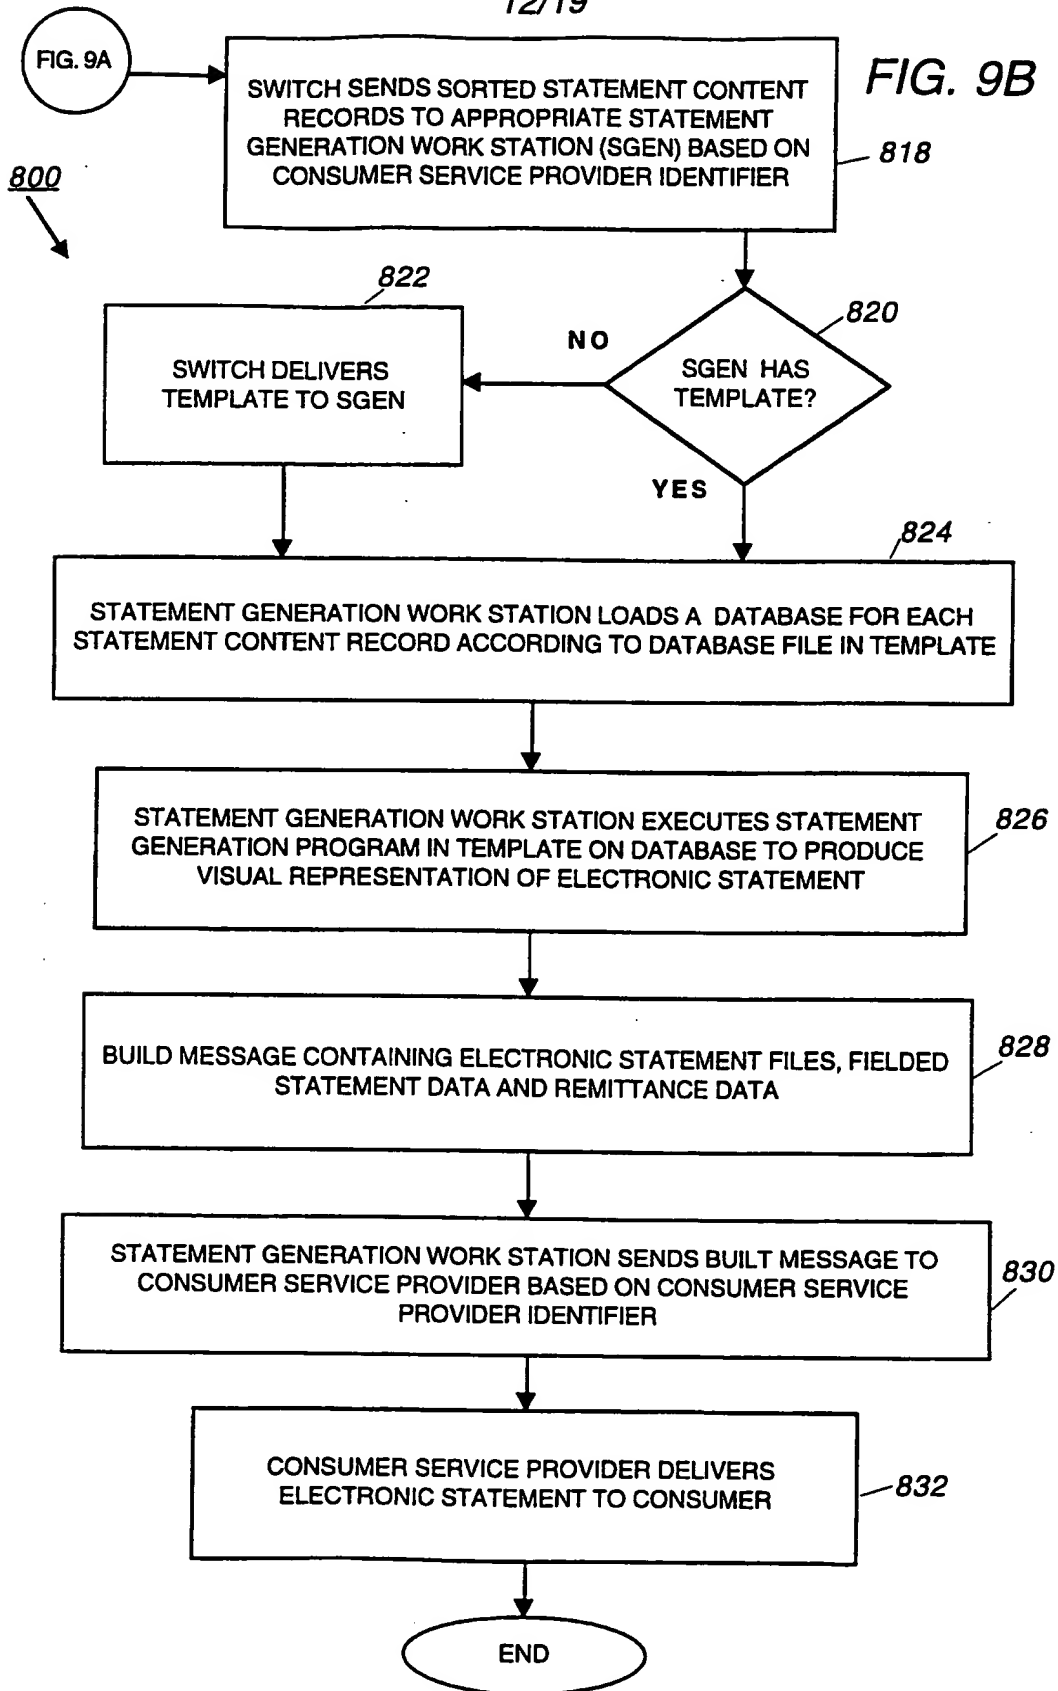 12/19
FIG. 9A
FIG. 9B
SWITCH SENDS SORTED STATEMENT CONTENT
RECORDS TO APPROPRIATE STATEMENT
GENERATION WORK STATION (SGEN) BASED ON
CONSUMER SERVICE PROVIDER IDENTIFIER
818
800
822
820
NO
SWITCH DELIVERS
TEMPLATE TO SGEN
SGEN HAS
TEMPLATE?
YES
824
STATEMENT GENERATION WORK STATION LOADS A DATABASE FOR EACH
STATEMENT CONTENT RECORD ACCORDING TO DATABASE FILE IN TEMPLATE
STATEMENT GENERATION WORK STATION EXECUTES STATEMENT
GENERATION PROGRAM IN TEMPLATE ON DATABASE TO PRODUCE
VISUAL REPRESENTATION OF ELECTRONIC STATEMENT
826
BUILD MESSAGE CONTAINING ELECTRONIC STATEMENT FILES, FIELDED
STATEMENT DATA AND REMITTANCE DATA
828
STATEMENT GENERATION WORK STATION SENDS BUILT MESSAGE TO
CONSUMER SERVICE PROVIDER BASED ON CONSUMER SERVICE
PROVIDER IDENTIFIER
830
CONSUMER SERVICE PROVIDER DELIVERS
ELECTRONIC STATEMENT TO CONSUMER
832
END